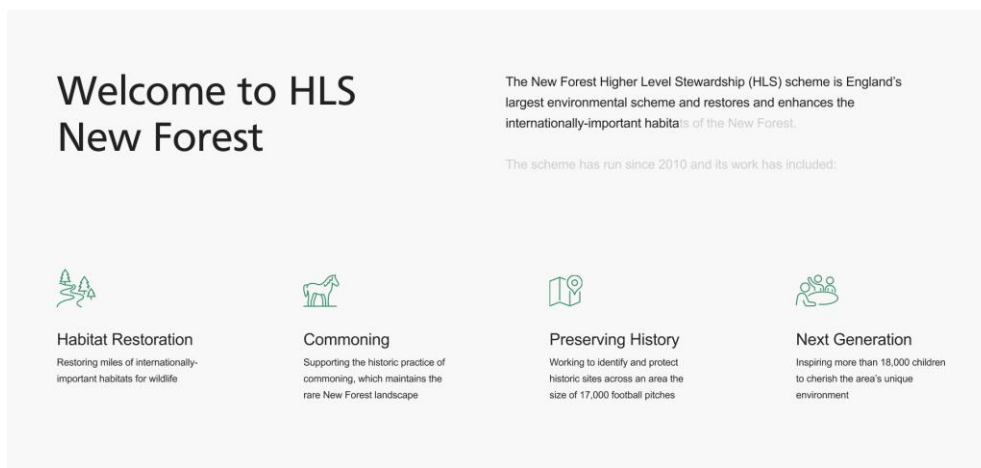 Welcome to HLS
New Forest
The New Forest Higher Level Stewardship (HLS) scheme is England's
largest environmental scheme and restores and enhances the
internationally-important habitats of the New Forest.
The scheme has run since 2010 and its work has included:
Habitat Restoration
Restoring miles of internationally-
important habitats for wildlife
Commoning
Supporting the historic practice of
commoning, which maintains the
rare New Forest landscape
Preserving History
Working to identify and protect
historic sites across an area the
size of 17,000 football pitches
Next Generation
Inspiring more than 18,000 children
to cherish the area's unique
environment